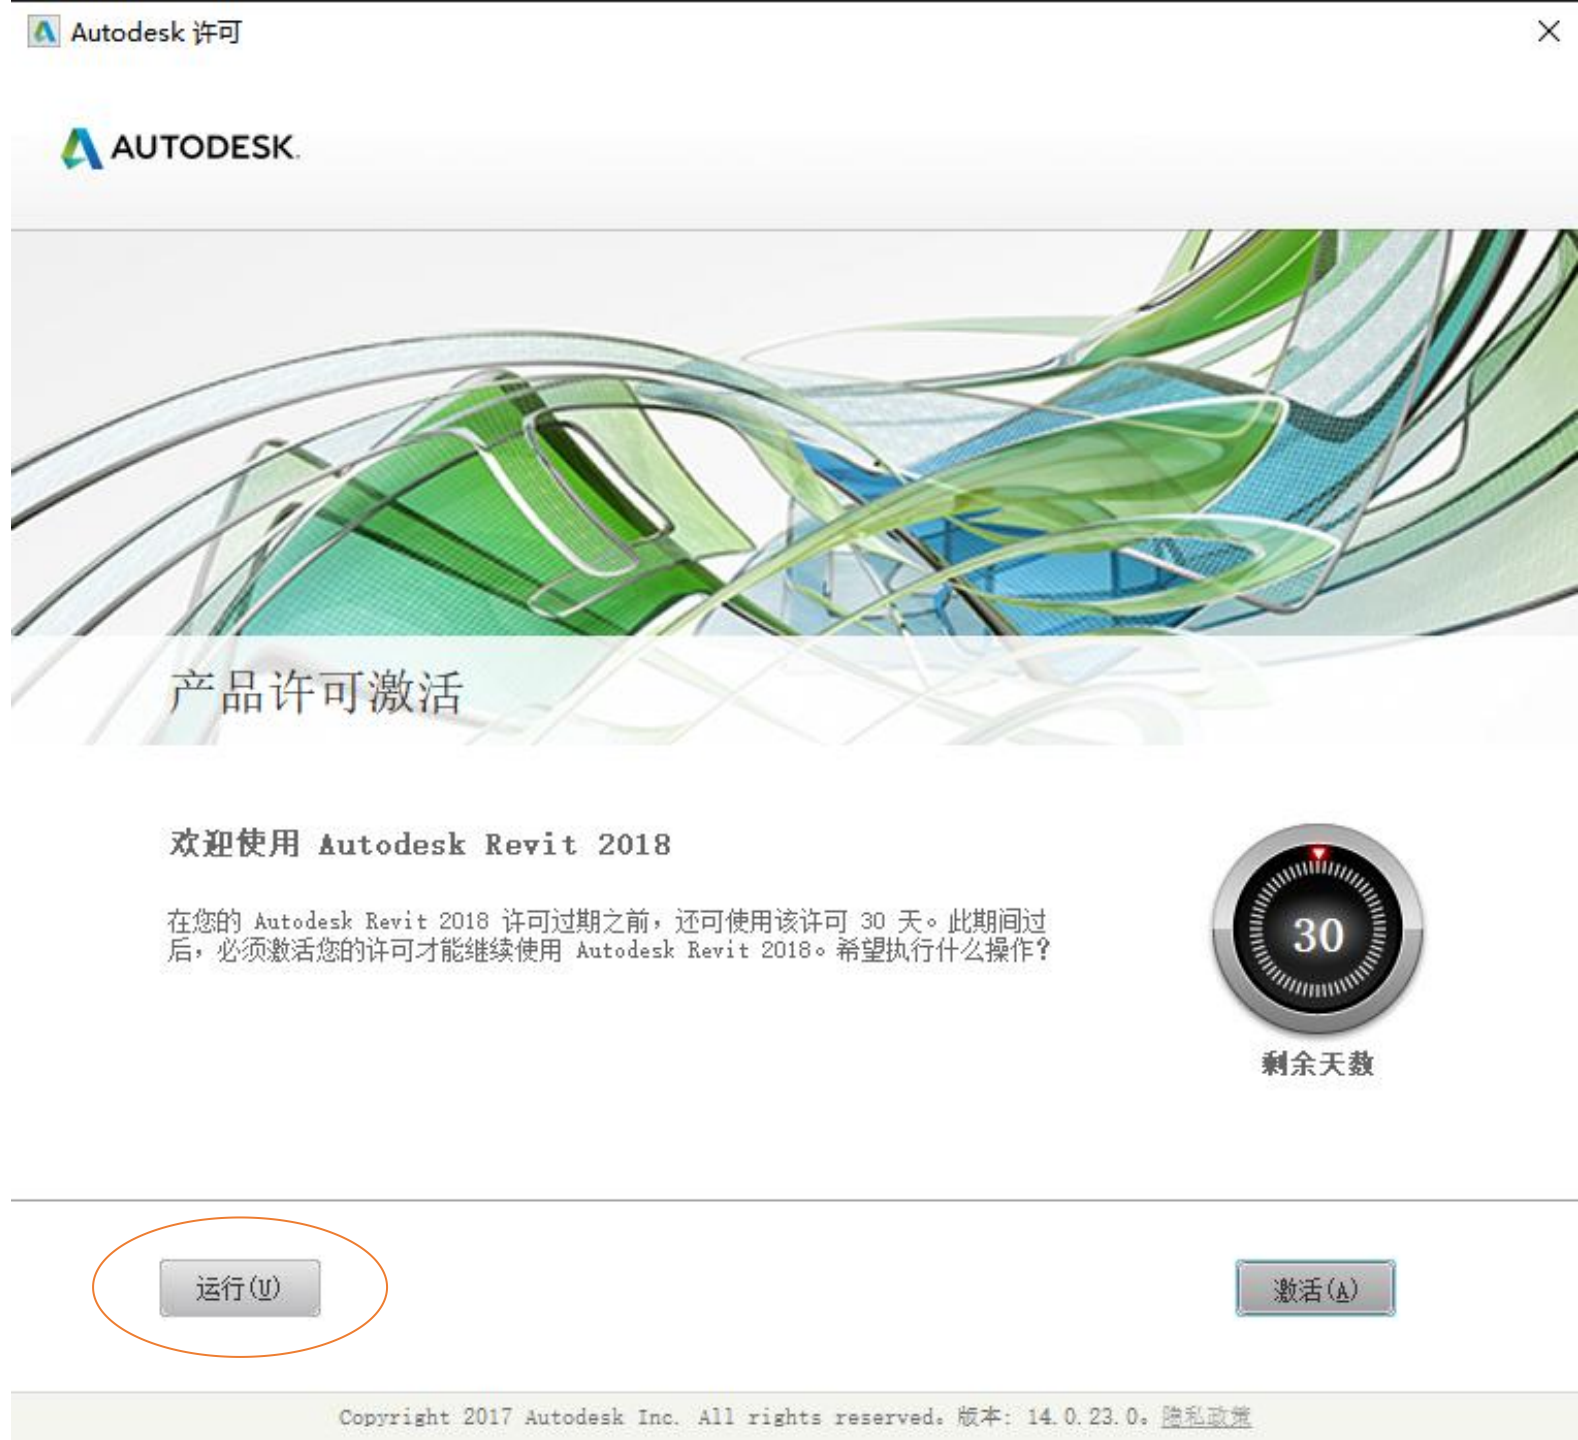 Autodesk 许可
AUTODESK.
产品许可激活
欢迎使用 Autodesk Revit 2018
在您的 Autodesk Revit 2018 许可过期之前，还可使用该许可 30 天。此期间过
后，必须激活您的许可才能继续使用 Autodesk Revit 2018。希望执行什么操作？
30
剩余天数
运行(U)
激活(A)
Copyright 2017 Autodesk Inc. All rights reserved。版本: 14.0.23.0。隐私政策